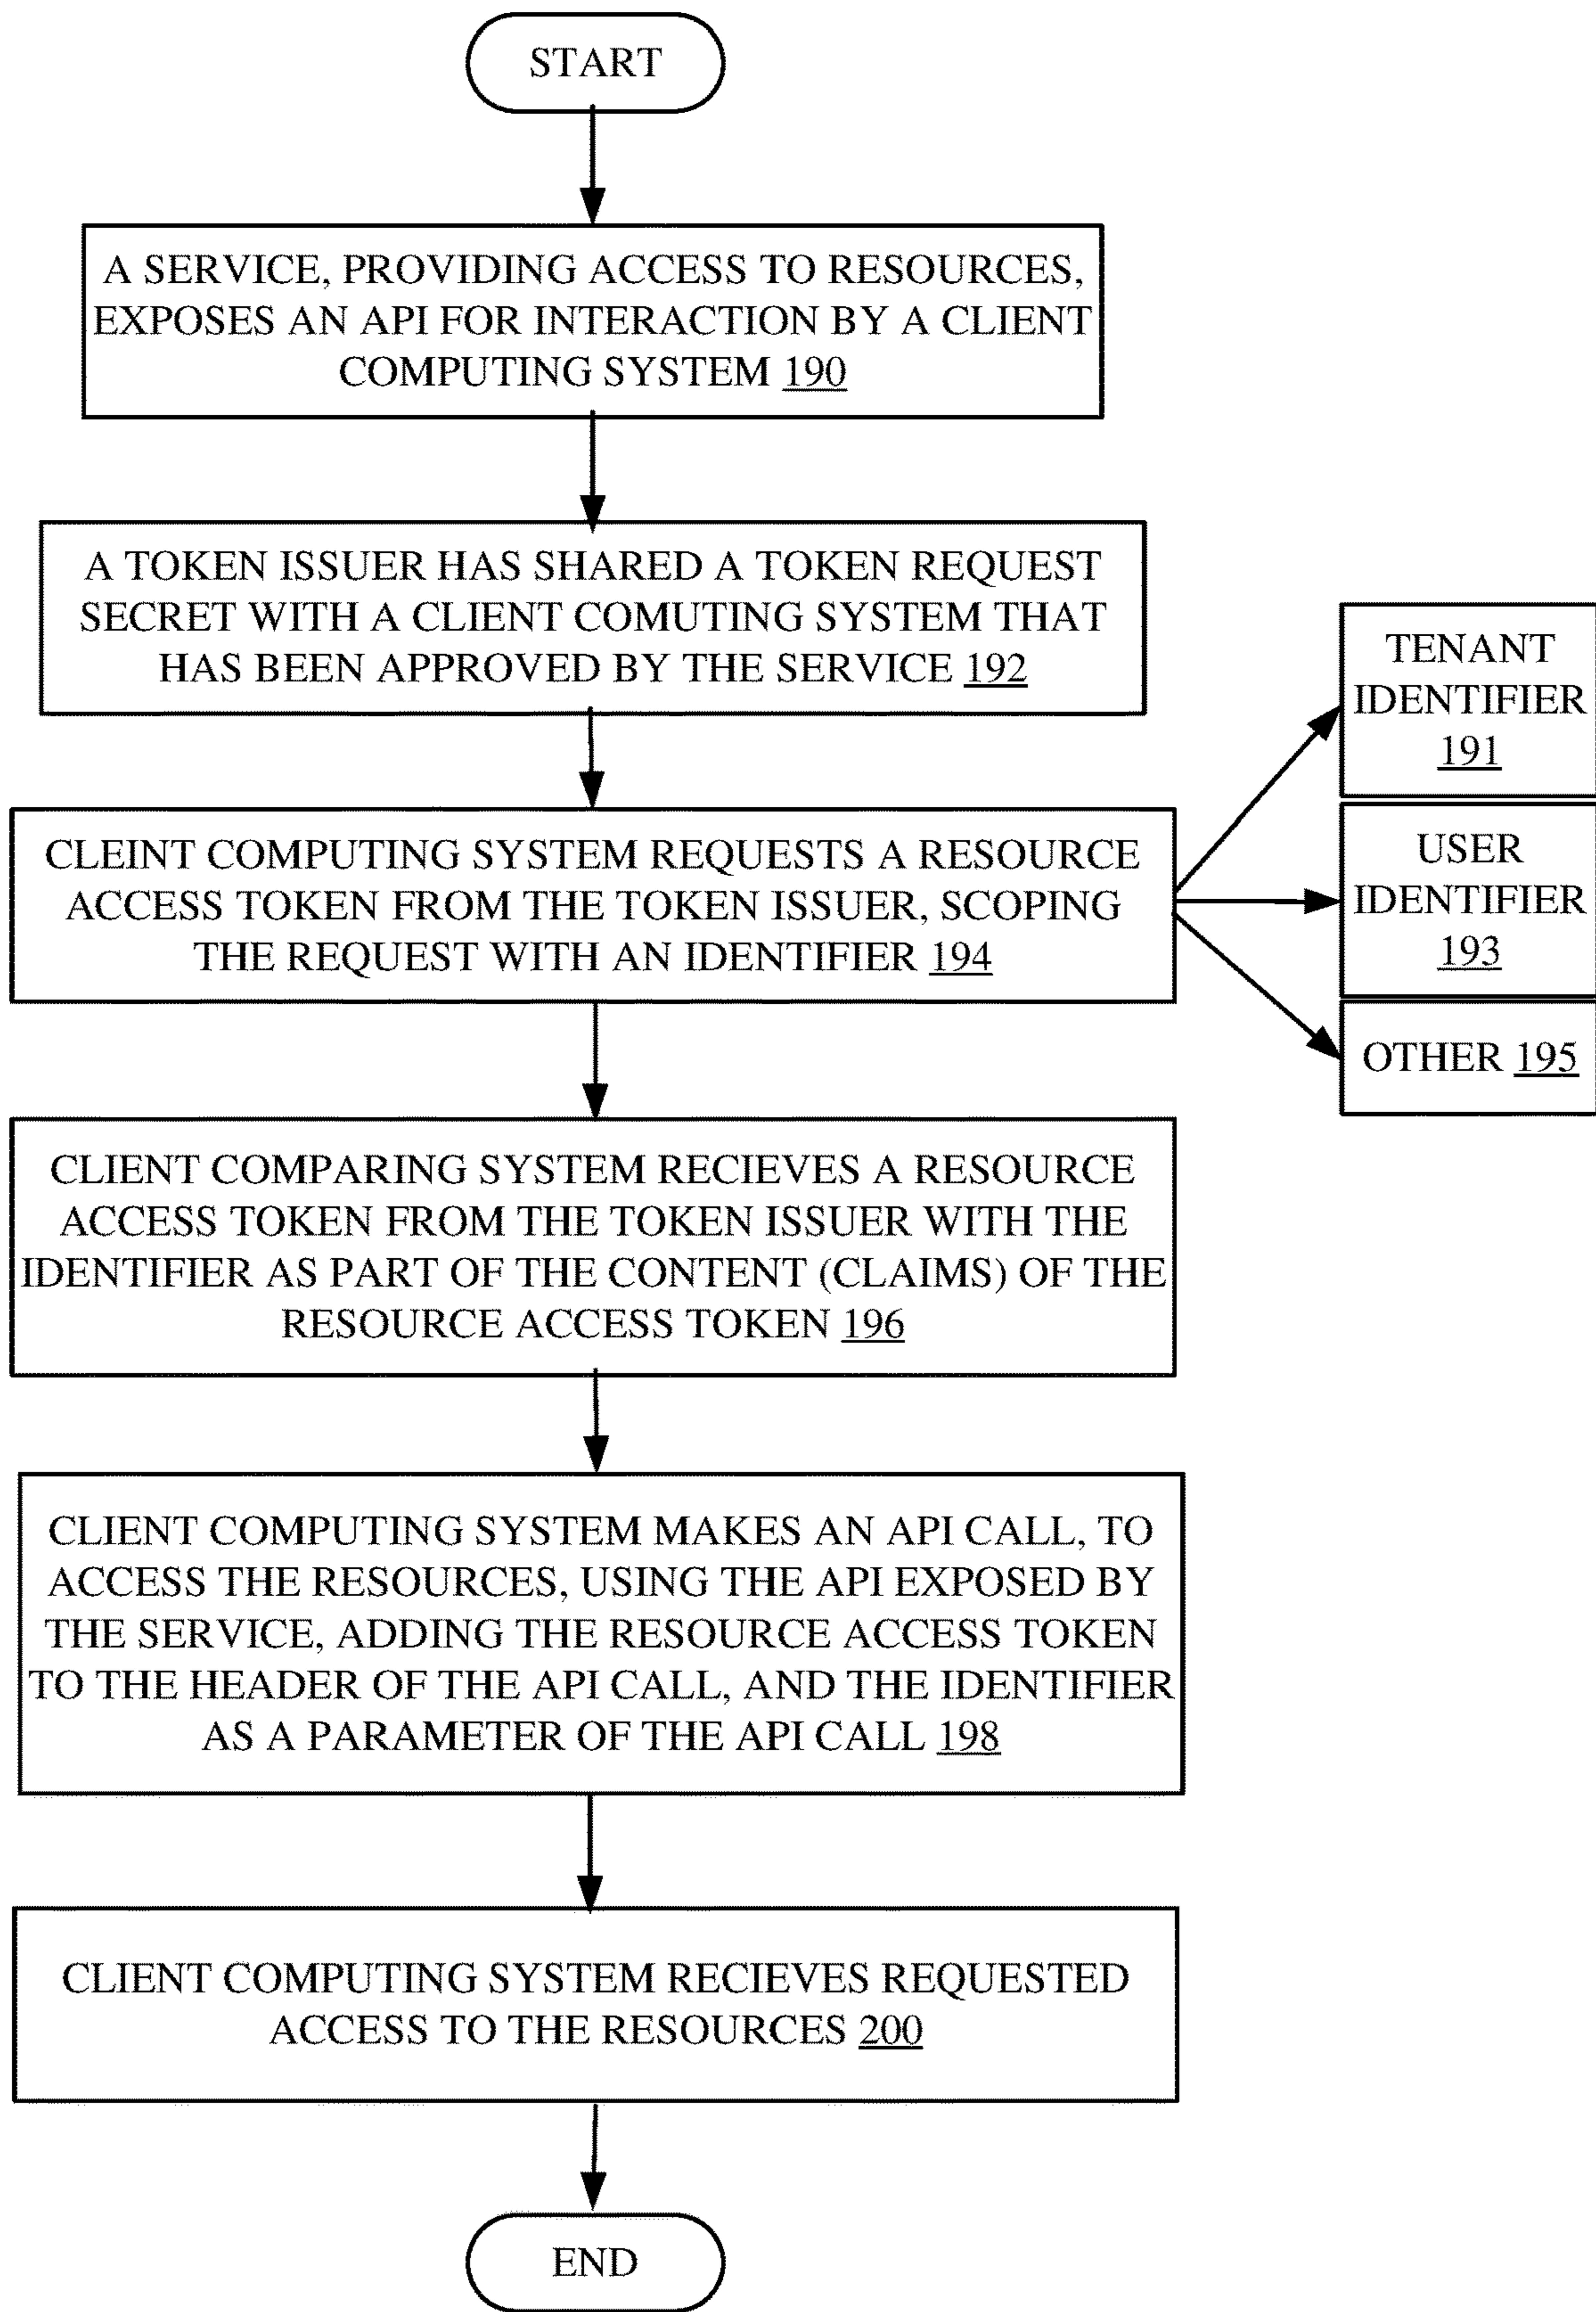 START
A SERVICE, PROVIDING ACCESS TO RESOURCES,
EXPOSES AN API FOR INTERACTION BY A CLIENT
COMPUTING SYSTEM 190
A TOKEN ISSUER HAS SHARED A TOKEN REQUEST
SECRET WITH A CLIENT COMUTING SYSTEM THAT
HAS BEEN APPROVED BY THE SERVICE 192
CLEINT COMPUTING SYSTEM REQUESTS A RESOURCE
ACCESS TOKEN FROM THE TOKEN ISSUER, SCOPING
THE REQUEST WITH AN IDENTIFIER 194
TENANT
IDENTIFIER
191
USER
IDENTIFIER
193
OTHER 195
CLIENT COMPARING SYSTEM RECIEVES A RESOURCE
ACCESS TOKEN FROM THE TOKEN ISSUER WITH THE
IDENTIFIER AS PART OF THE CONTENT (CLAIMS) OF THE
RESOURCE ACCESS TOKEN 196
CLIENT COMPUTING SYSTEM MAKES AN API CALL, TO
ACCESS THE RESOURCES, USING THE API EXPOSED BY
THE SERVICE, ADDING THE RESOURCE ACCESS TOKEN
TO THE HEADER OF THE API CALL, AND THE IDENTIFIER
AS A PARAMETER OF THE API CALL 198
CLIENT COMPUTING SYSTEM RECIEVES REQUESTED
ACCESS TO THE RESOURCES 200
END